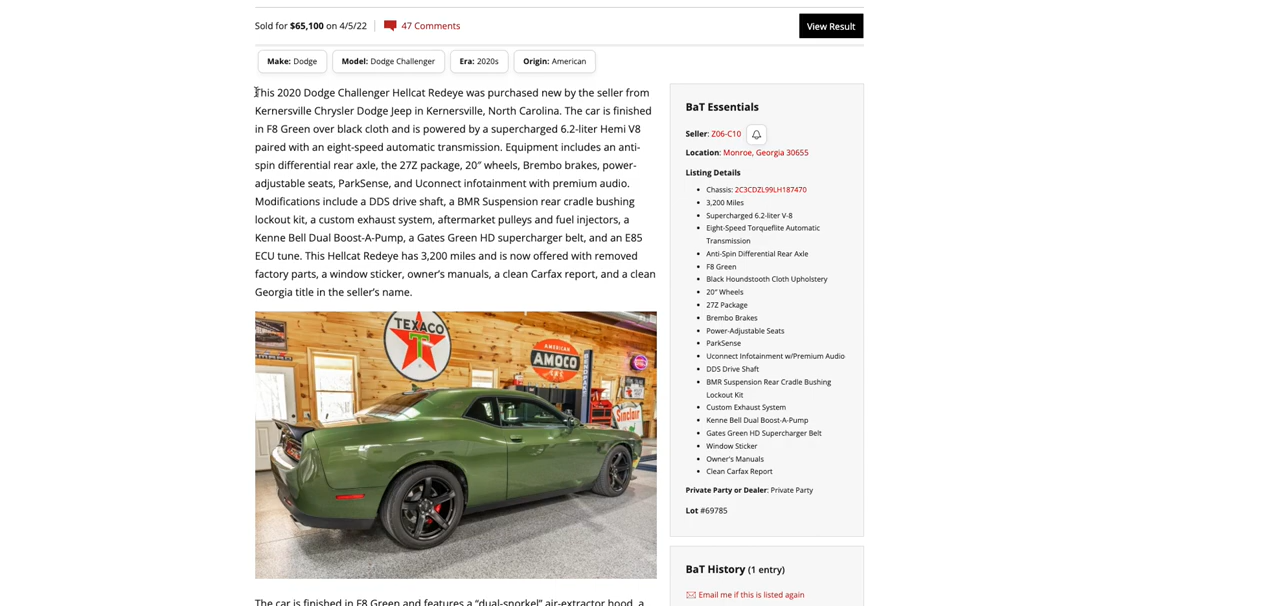 Sold for $65,100 on 4/5/22
47 Comments
View Result
Make: Dodge
Model: Dodge Challenger
Era: 2020s
Origin: American
This 2020 Dodge Challenger Hellcat Redeye was purchased new by the seller from
Kernersville Chrysler Dodge Jeep in Kernersville, North Carolina. The car is finished
in F8 Green over black cloth and is powered by a supercharged 6.2-liter Hemi V8
paired with an eight-speed automatic transmission. Equipment includes an anti-
spin differential rear axle, the 27Z package, 20″ wheels, Brembo brakes, power-
adjustable seats, ParkSense, and Uconnect infotainment with premium audio.
Modifications include a DDS drive shaft, a BMR Suspension rear cradle bushing
lockout kit, a custom exhaust system, aftermarket pulleys and fuel injectors, a
Kenne Bell Dual Boost-A-Pump, a Gates Green HD supercharger belt, and an E85
ECU tune. This Hellcat Redeye has 3,200 miles and is now offered with removed
factory parts, a window sticker, owner's manuals, a clean Carfax report, and a clean
Georgia title in the seller's name.
TEXACO
T
AMERICAN
AMOCO
Sinclair
The car is finished in F8 Green and features a "dual-snorkel" air-extractor hood, a
BaT Essentials
Seller: Z06-C10
Location: Monroe, Georgia 30655
Listing Details
• Chassis: 2C3CDZL99LH187470
• 3,200 Miles
• Supercharged 6.2-liter V-8
• Eight-Speed Torqueflite Automatic
Transmission
• Anti-Spin Differential Rear Axle
• F8 Green
• Black Houndstooth Cloth Upholstery
• 20″ Wheels
• 27Z Package
• Brembo Brakes
• Power-Adjustable Seats
• ParkSense
• Uconnect Infotainment w/Premium Audio
• DDS Drive Shaft
• BMR Suspension Rear Cradle Bushing
Lockout Kit
• Custom Exhaust System
• Kenne Bell Dual Boost-A-Pump
• Gates Green HD Supercharger Belt
• Window Sticker
• Owner's Manuals
• Clean Carfax Report
Private Party or Dealer: Private Party
Lot #69785
BaT History (1 entry)
Email me if this is listed again